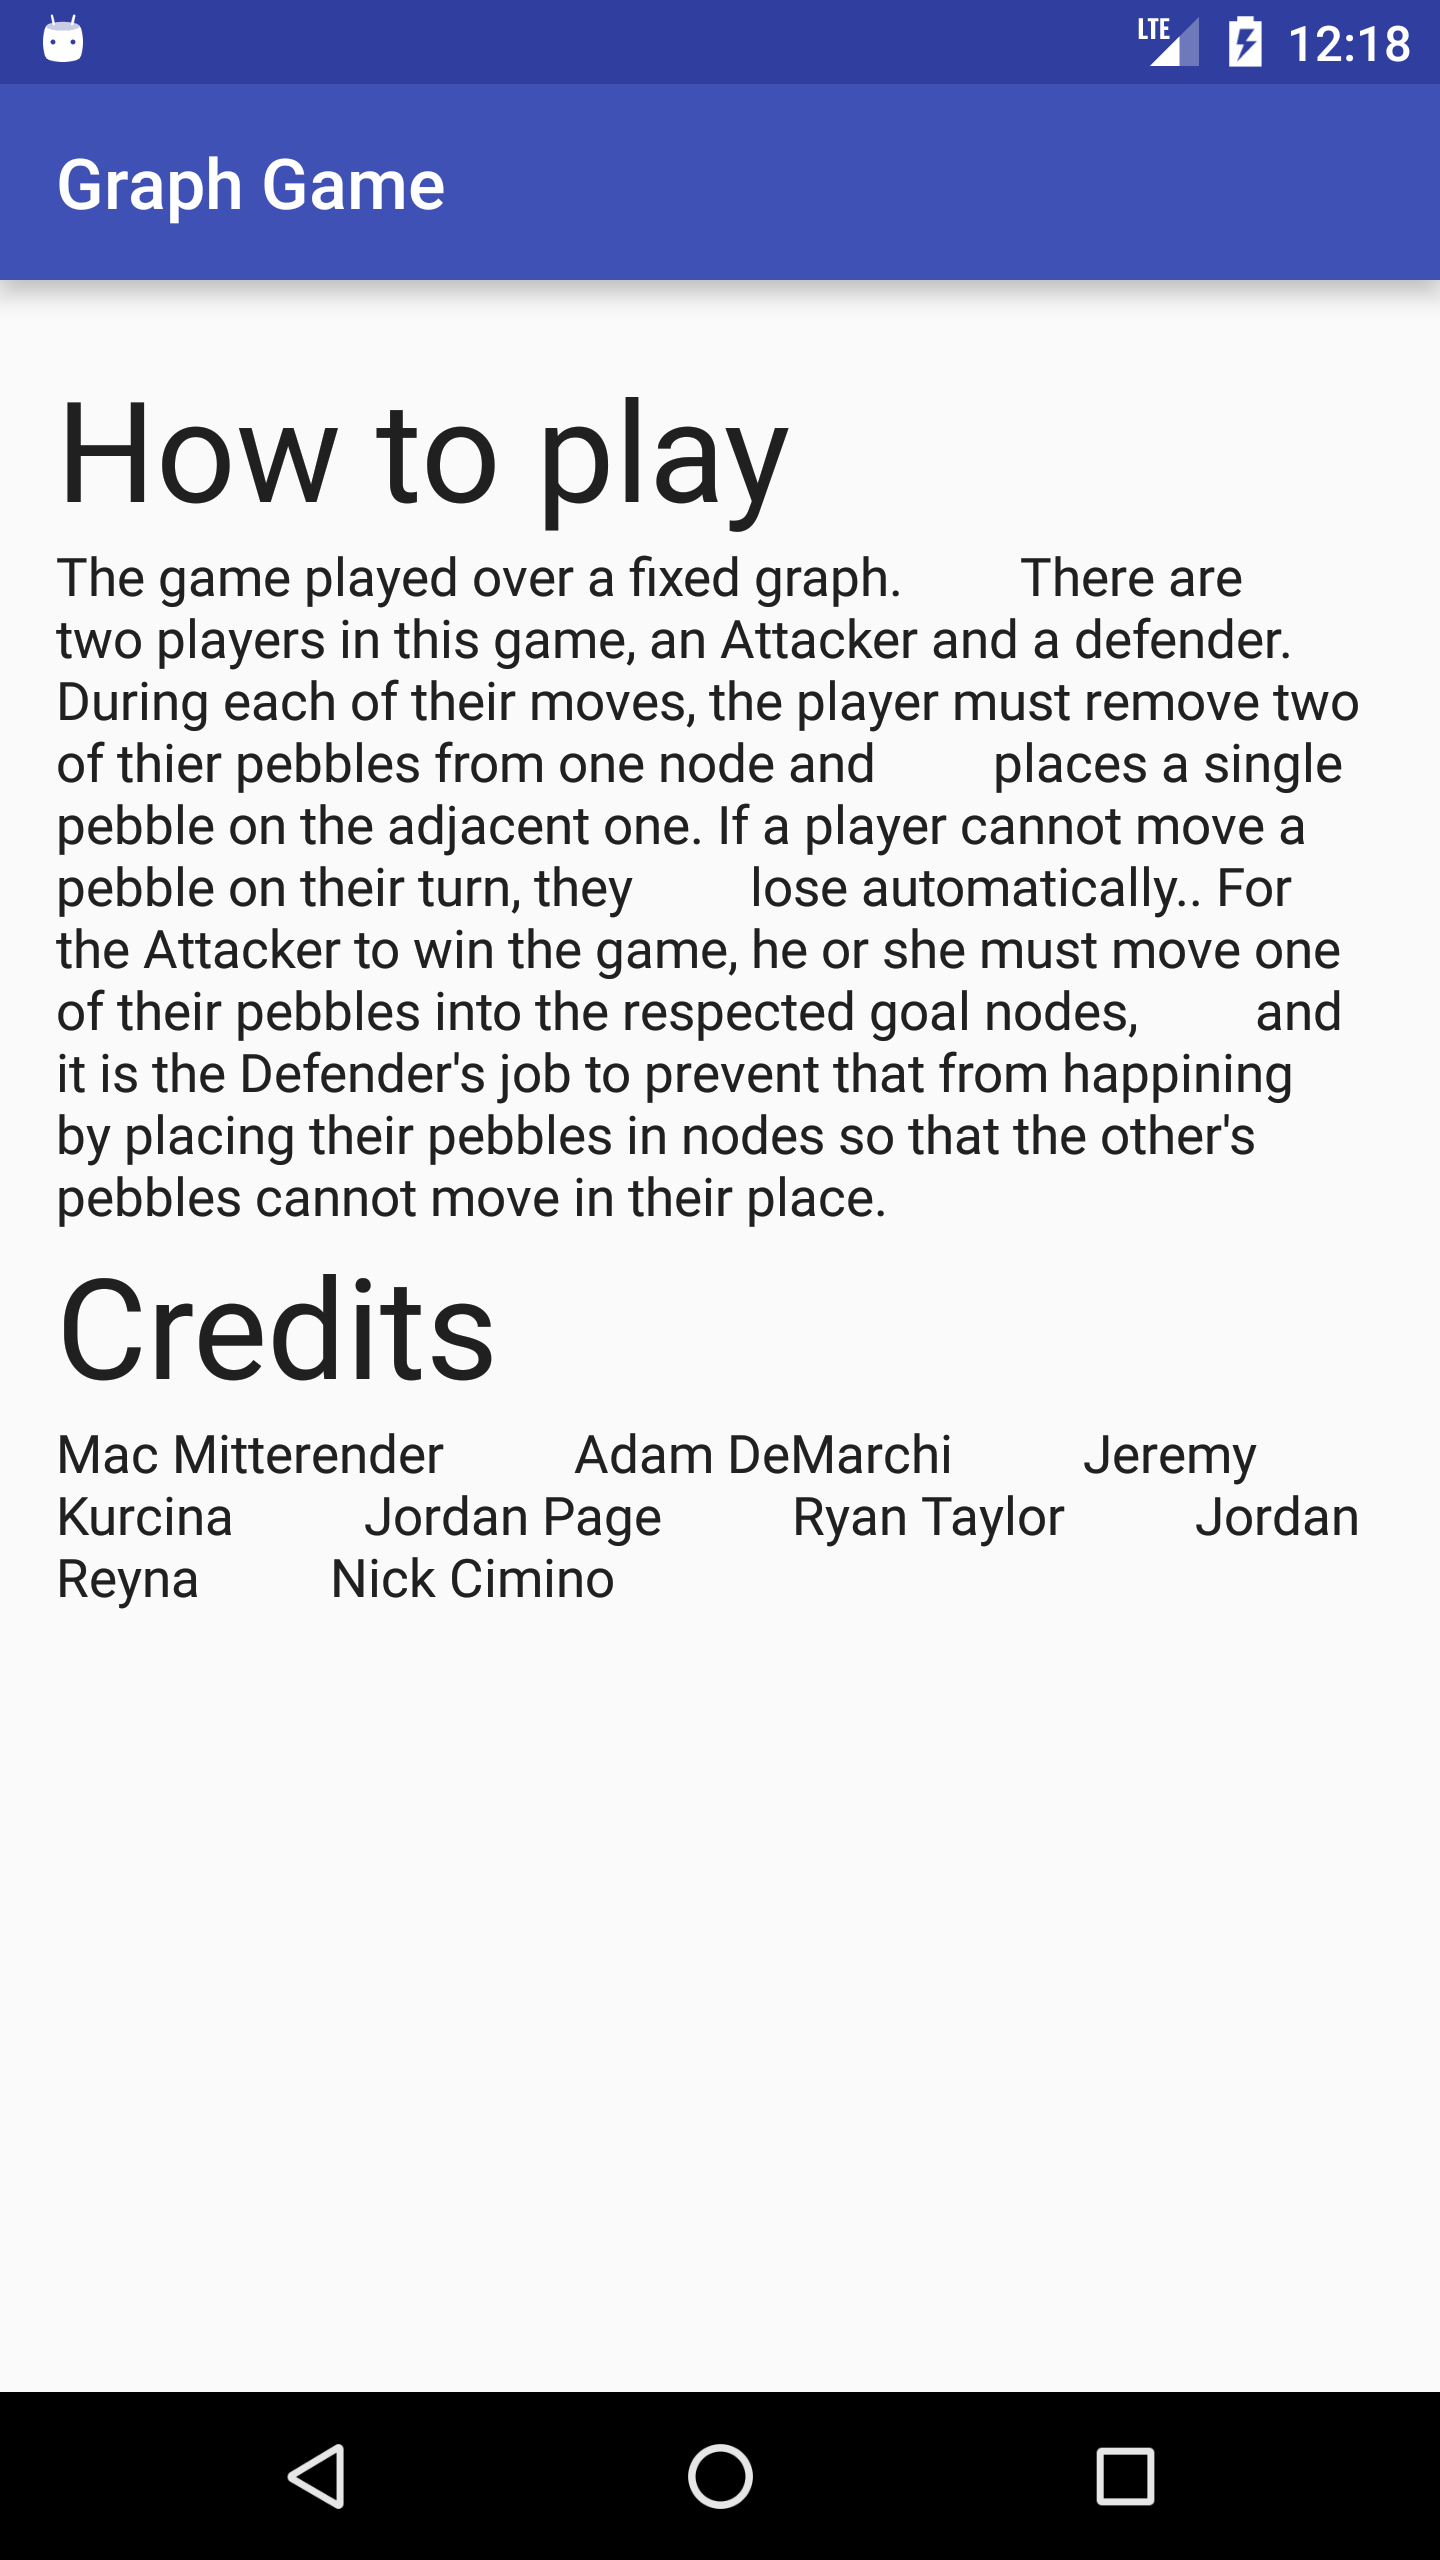 LTE 12:18
Graph Game
How to play
The game played over a fixed graph. There are
two players in this game, an Attacker and a defender.
During each of their moves, the player must remove two
of thier pebbles from one node and places a single
pebble on the adjacent one. If a player cannot move a
pebble on their turn, they lose automatically.. For
the Attacker to win the game, he or she must move one
of their pebbles into the respected goal nodes, and
it is the Defender's job to prevent that from happining
by placing their pebbles in nodes so that the other's
pebbles cannot move in their place.
Credits
Mac Mitterender Adam DeMarchi Jeremy
Kurcina Jordan Page Ryan Taylor Jordan
Reyna Nick Cimino